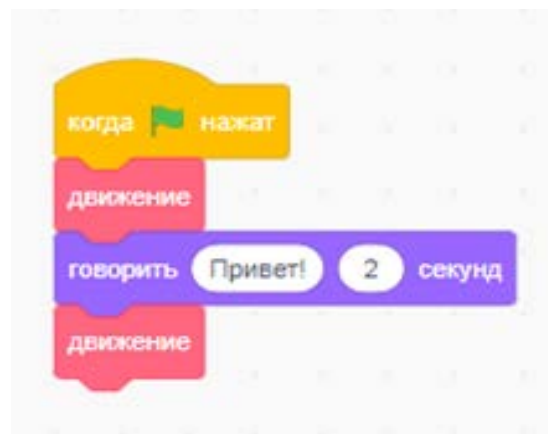 когда нажат
движение
говорить Привет! 2 секунд
движение